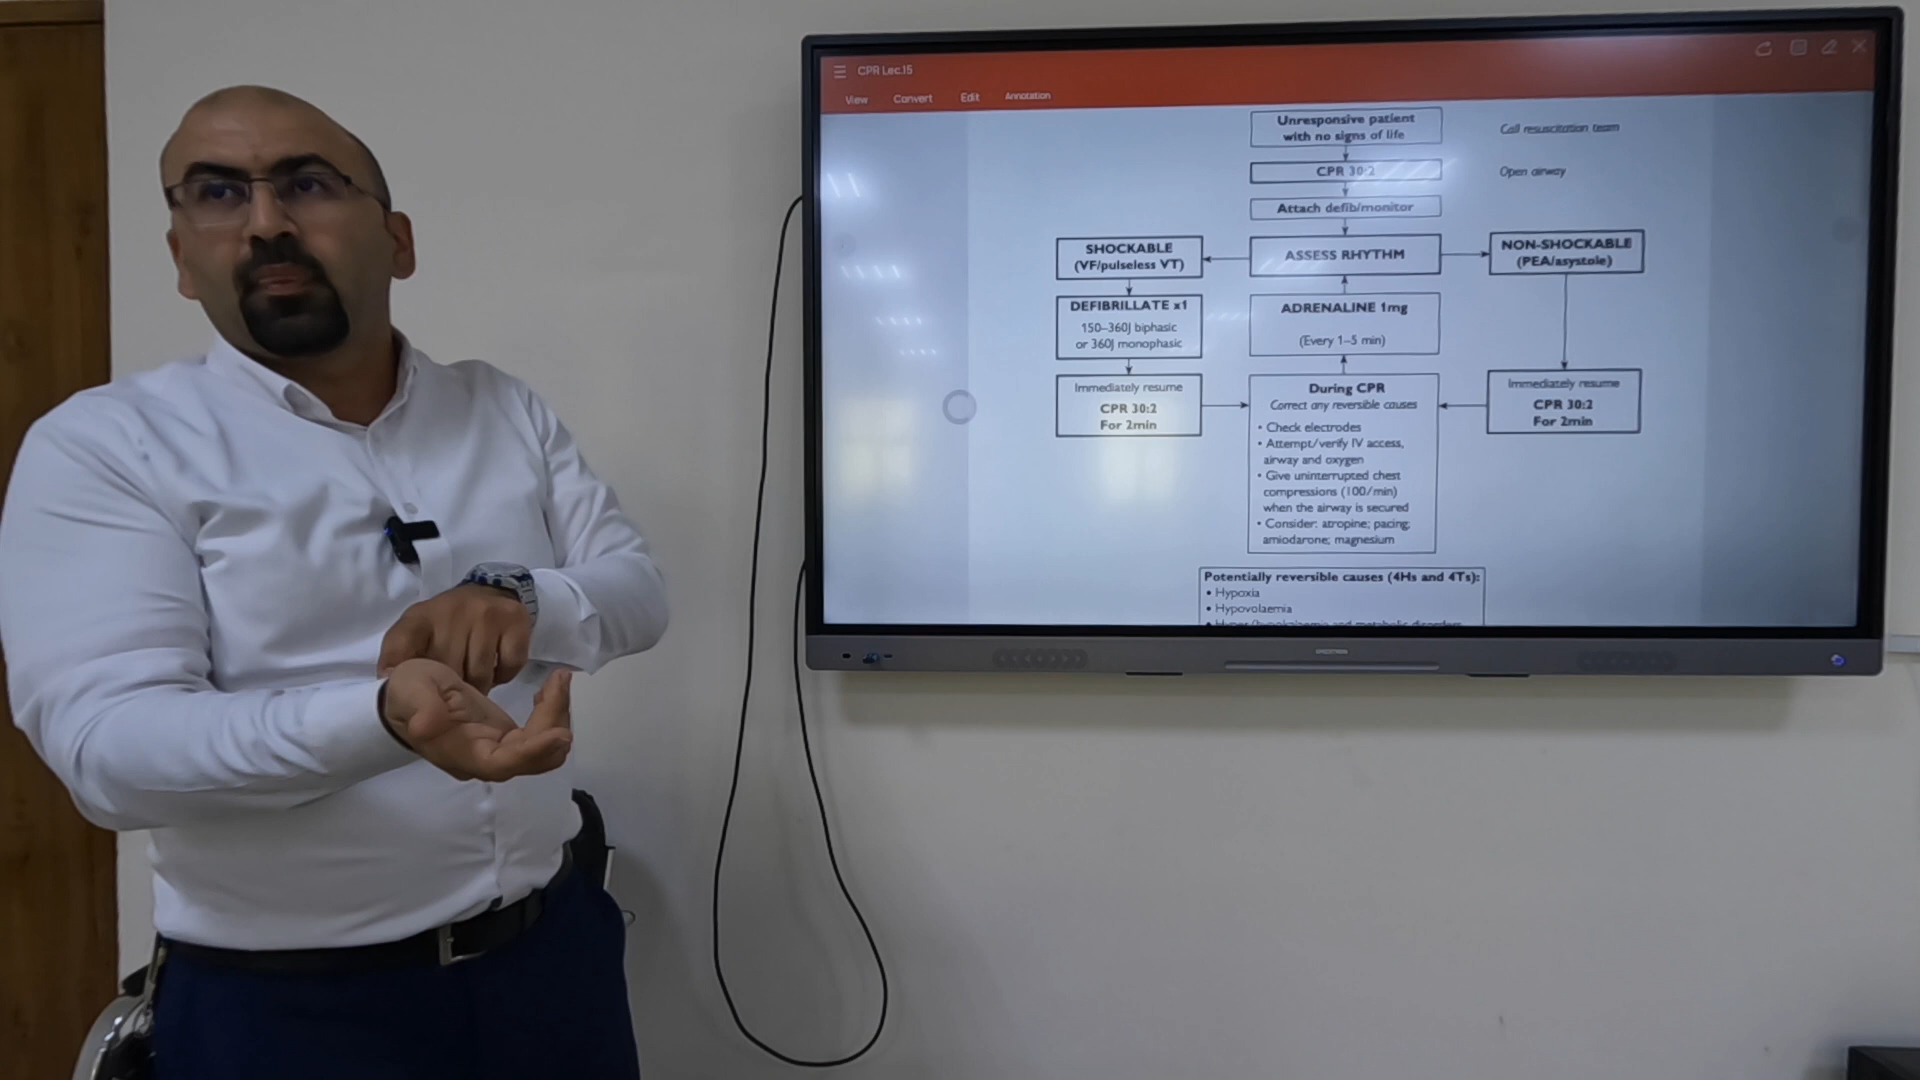 CPR Lec.15
View Convert Edit Annotation
Unresponsive patient
with no signs of life
Call resuscitation team
CPR 30:2
Open airway
Attach defib/monitor
SHOCKABLE
(VF/pulseless VT)
ASSESS RHYTHM
NON-SHOCKABLE
(PEA/asystole)
DEFIBRILLATE x1
150–360J biphasic
or 360J monophasic
ADRENALINE 1mg
(Every 1–5 min)
Immediately resume
CPR 30:2
For 2min
During CPR
Correct any reversible causes
• Check electrodes
• Attempt/verify IV access,
airway and oxygen
• Give uninterrupted chest
compressions (100/min)
when the airway is secured
• Consider: atropine; pacing;
amiodarone; magnesium
Immediately resume
CPR 30:2
For 2min
Potentially reversible causes (4Hs and 4Ts):
• Hypoxia
• Hypovolaemia
• Hyper/hypokalaemia and metabolic disorders